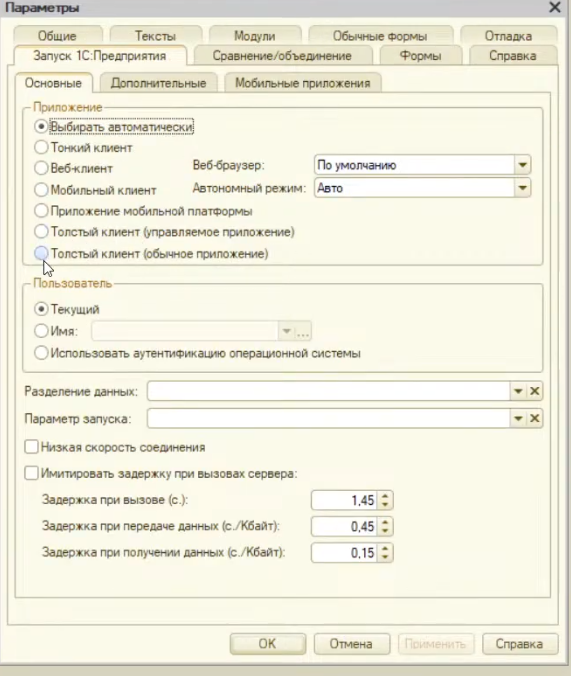 Параметры
Общие Тексты Модули Обычные формы Отладка
Запуск 1С:Предприятия Сравнение/объединение Формы Справка
Основные Дополнительные Мобильные приложения
Приложение
Выбирать автоматически
Тонкий клиент
Веб-клиент Веб-браузер: По умолчанию
Мобильный клиент Автономный режим: Авто
Приложение мобильной платформы
Толстый клиент (управляемое приложение)
Толстый клиент (обычное приложение)
Пользователь
Текущий
Имя:
Использовать аутентификацию операционной системы
Разделение данных:
Параметр запуска:
Низкая скорость соединения
Имитировать задержку при вызовах сервера:
Задержка при вызове (с.): 1,45
Задержка при передаче данных (с./Кбайт): 0,45
Задержка при получении данных (с./Кбайт): 0,15
ОК Отмена Применить Справка